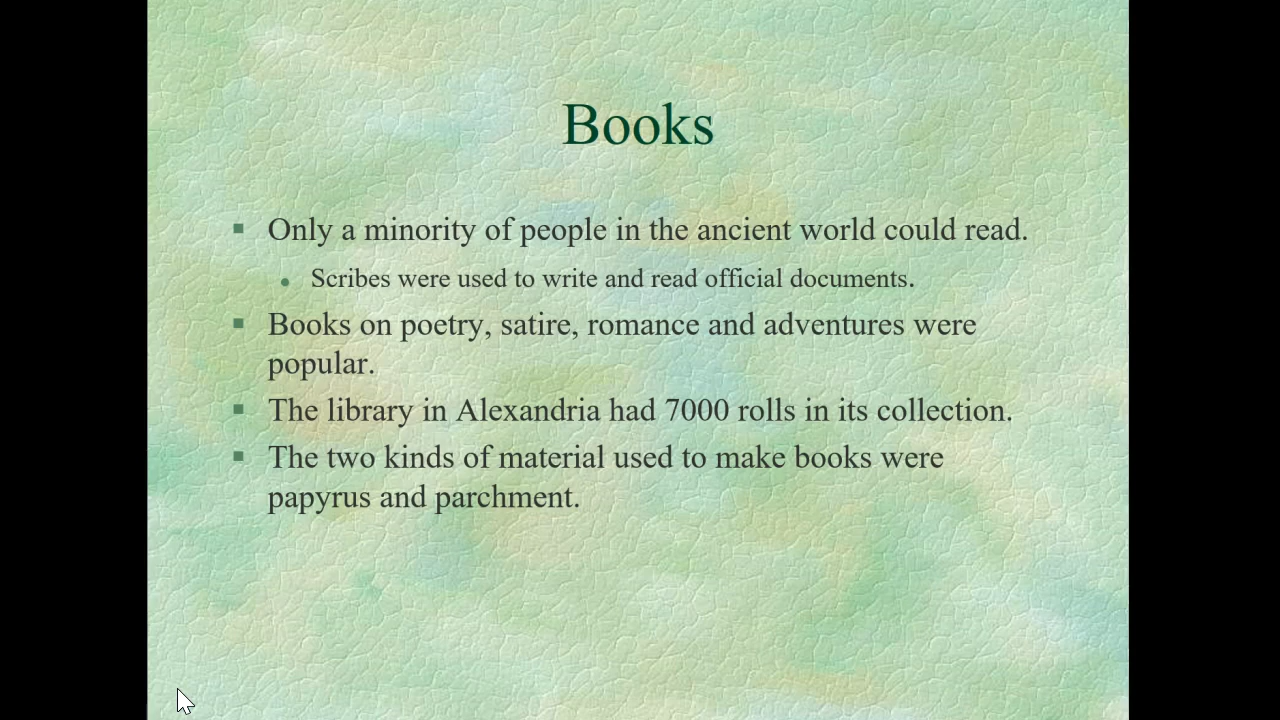 Books
Only a minority of people in the ancient world could read.
Scribes were used to write and read official documents.
Books on poetry, satire, romance and adventures were
popular.
The library in Alexandria had 7000 rolls in its collection.
The two kinds of material used to make books were
papyrus and parchment.